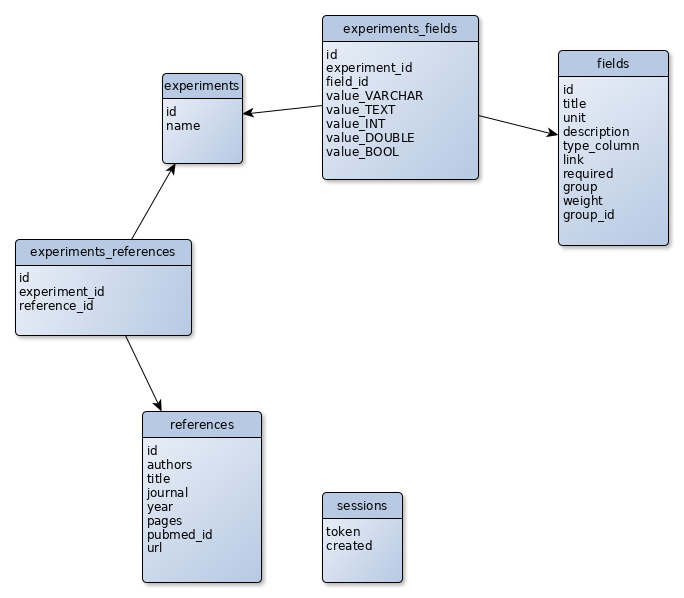 experiments_fields
id
experiment_id
field_id
value_VARCHAR
value_TEXT
value_INT
value_DOUBLE
value_BOOL
fields
id
title
unit
description
type_column
link
required
group
weight
group_id
experiments
id
name
experiments_references
id
experiment_id
reference_id
references
id
authors
title
journal
year
pages
pubmed_id
url
sessions
token
created